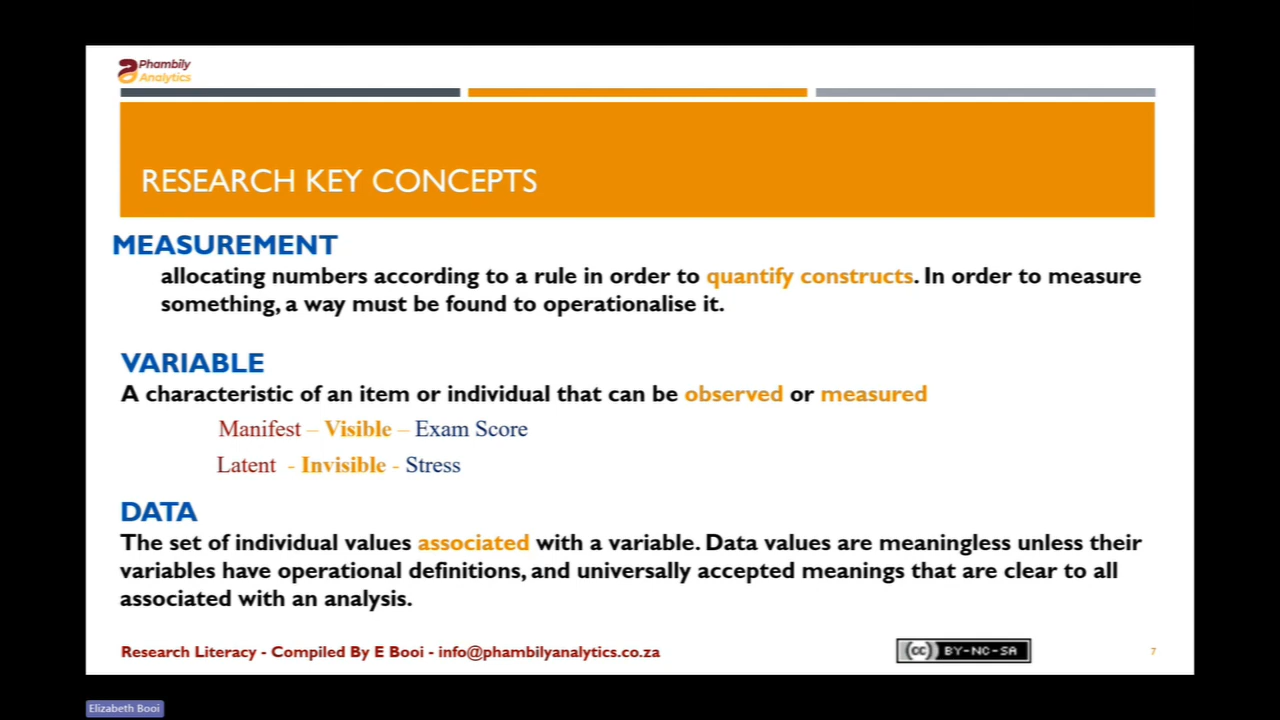 Phambily
Analytics
RESEARCH KEY CONCEPTS
MEASUREMENT
allocating numbers according to a rule in order to quantify constructs. In order to measure
something, a way must be found to operationalise it.
VARIABLE
A characteristic of an item or individual that can be observed or measured
Manifest – Visible – Exam Score
Latent - Invisible - Stress
DATA
The set of individual values associated with a variable. Data values are meaningless unless their
variables have operational definitions, and universally accepted meanings that are clear to all
associated with an analysis.
Research Literacy - Compiled By E Booi - info@phambilyanalytics.co.za
cc BY-NC-SA
7
Elizabeth Booi